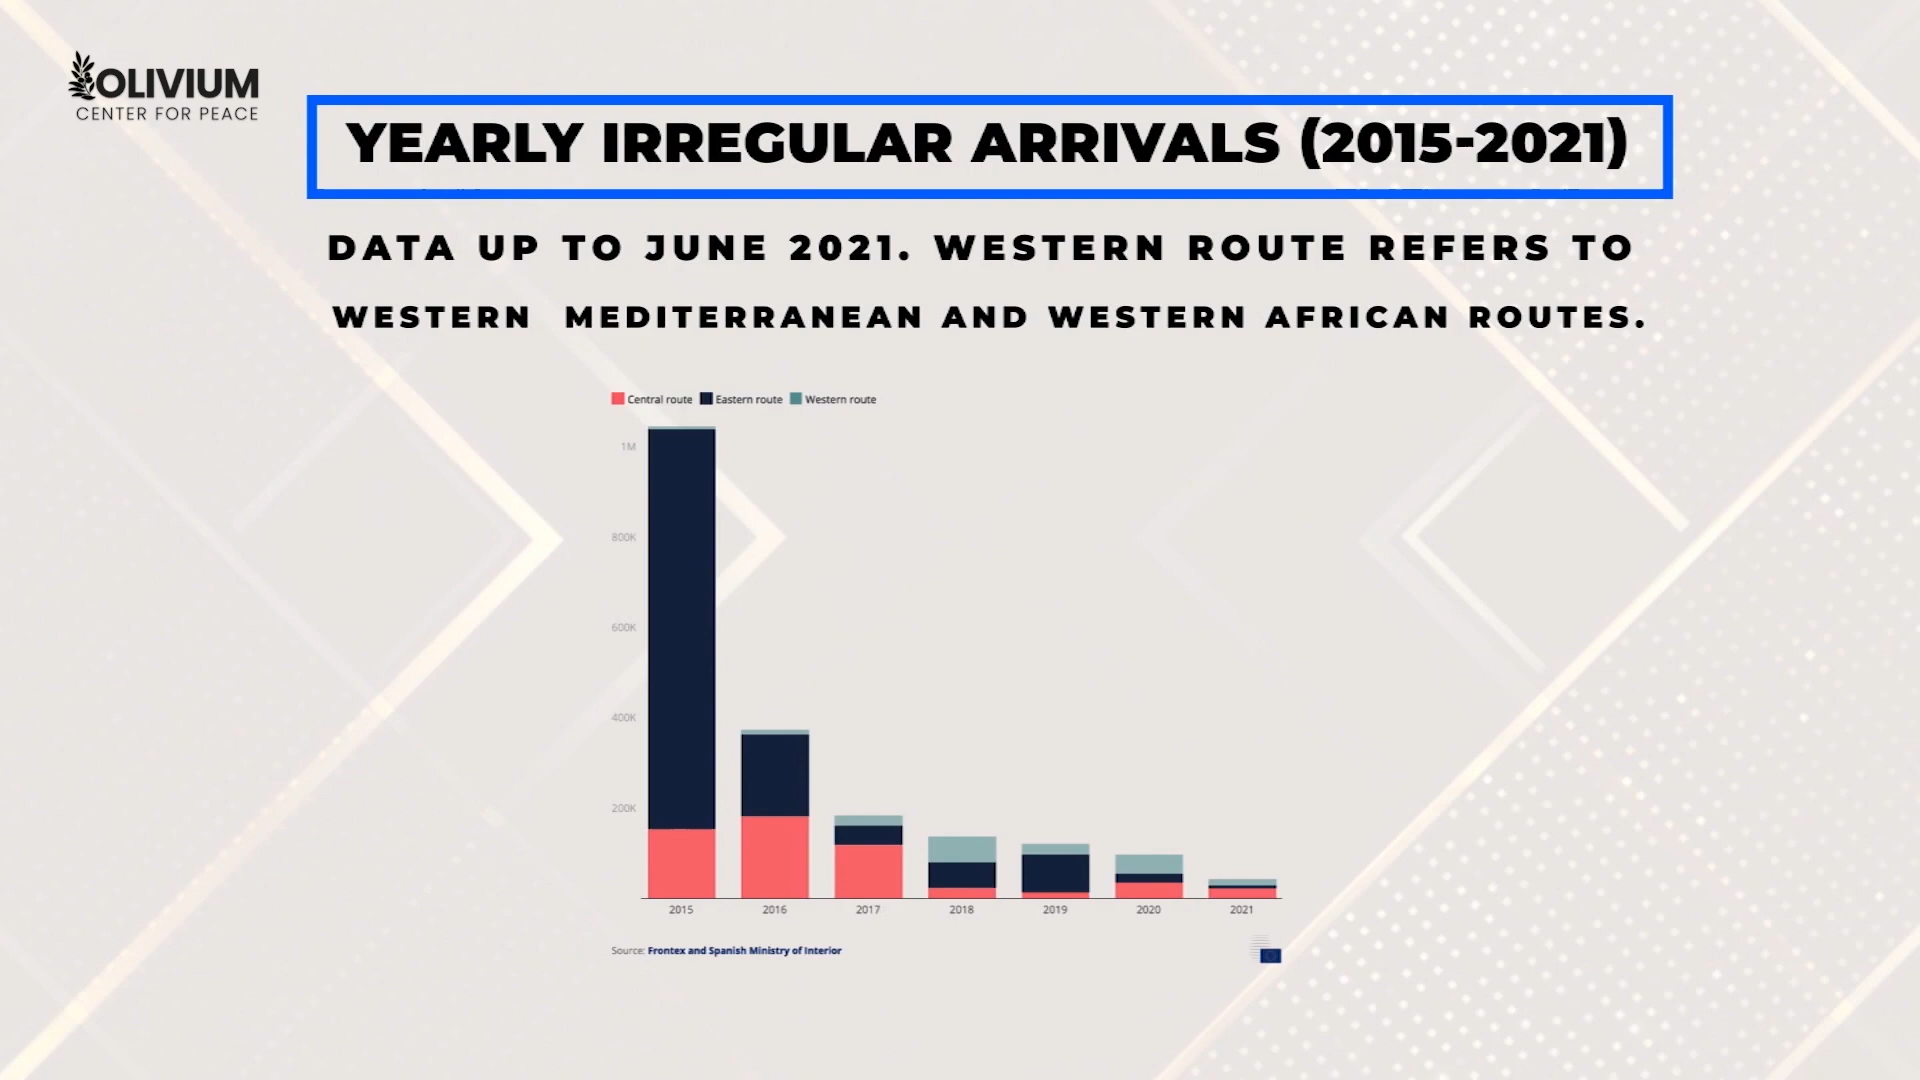 OLIVIUM
CENTER FOR PEACE
YEARLY IRREGULAR ARRIVALS (2015-2021)
DATA UP TO JUNE 2021. WESTERN ROUTE REFERS TO
WESTERN MEDITERRANEAN AND WESTERN AFRICAN ROUTES.
Central route Eastern route Western route
1M
800K
600K
400K
200K
2015 2016 2017 2018 2019 2020 2021
Source: Frontex and Spanish Ministry of Interior